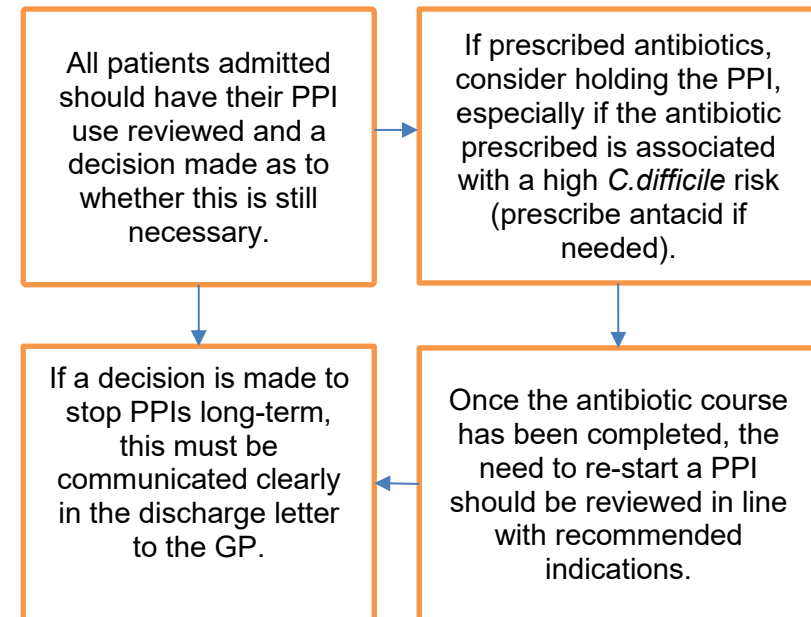 All patients admitted
should have their PPI
use reviewed and a
decision made as to
whether this is still
necessary.
If prescribed antibiotics,
consider holding the PPI,
especially if the antibiotic
prescribed is associated
with a high C.difficile risk
(prescribe antacid if
needed).
If a decision is made to
stop PPIs long-term,
this must be
communicated clearly
in the discharge letter
to the GP.
Once the antibiotic course
has been completed, the
need to re-start a PPI
should be reviewed in line
with recommended
indications.